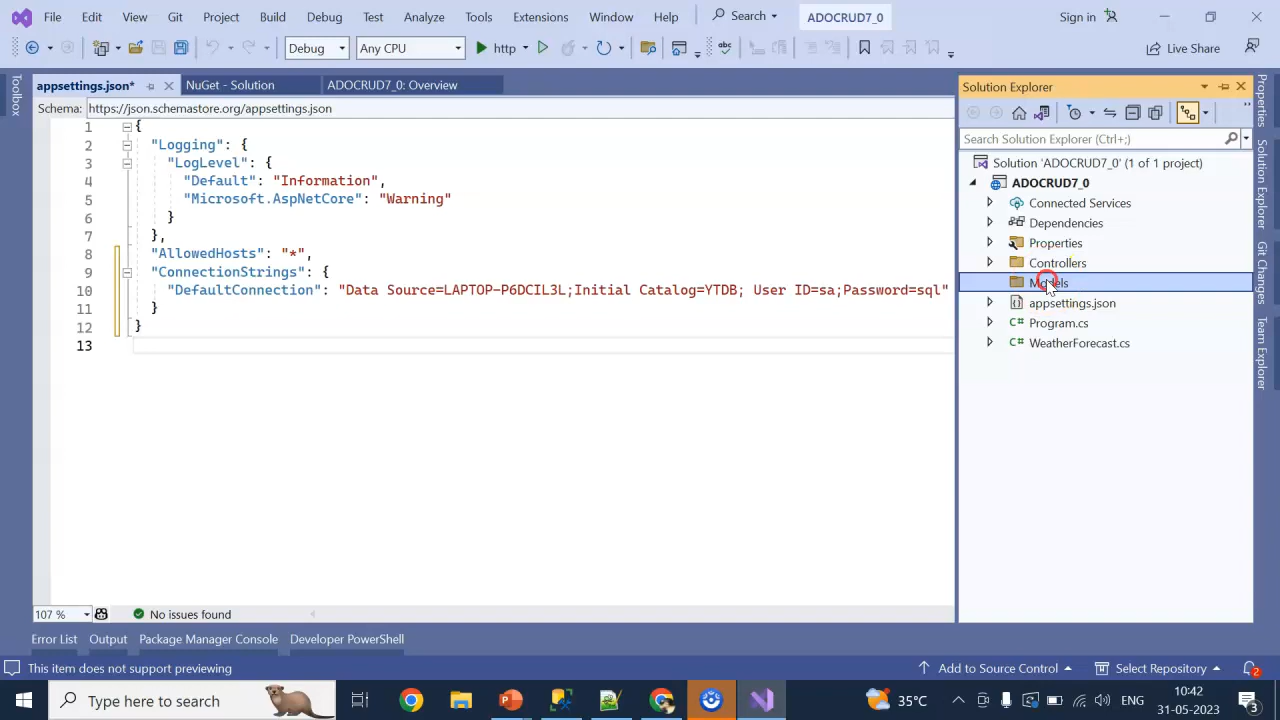 File Edit View Git Project Build Debug Test Analyze Tools Extensions Window Help Search ADOCRUD7_0 Sign in
Debug Any CPU http Live Share
appsettings.json* NuGet - Solution ADOCRUD7_0: Overview
Schema: https://json.schemastore.org/appsettings.json
1 {
2 "Logging": {
3 "LogLevel": {
4 "Default": "Information",
5 "Microsoft.AspNetCore": "Warning"
6 }
7 },
8 "AllowedHosts": "*",
9 "ConnectionStrings": {
10 "DefaultConnection": "Data Source=LAPTOP-P6DCIL3L;Initial Catalog=YTDB; User ID=sa;Password=sql"
11 }
12 }
13
107 % No issues found
Toolbox
Solution Explorer
Search Solution Explorer (Ctrl+;)
Solution 'ADOCRUD7_0' (1 of 1 project)
ADOCRUD7_0
Connected Services
Dependencies
Properties
Controllers
Models
appsettings.json
Program.cs
WeatherForecast.cs
Properties
Solution Explorer
Git Changes
Team Explorer
Error List Output Package Manager Console Developer PowerShell
This item does not support previewing Add to Source Control Select Repository 2
Type here to search 35°C ENG 10:42
31-05-2023 3